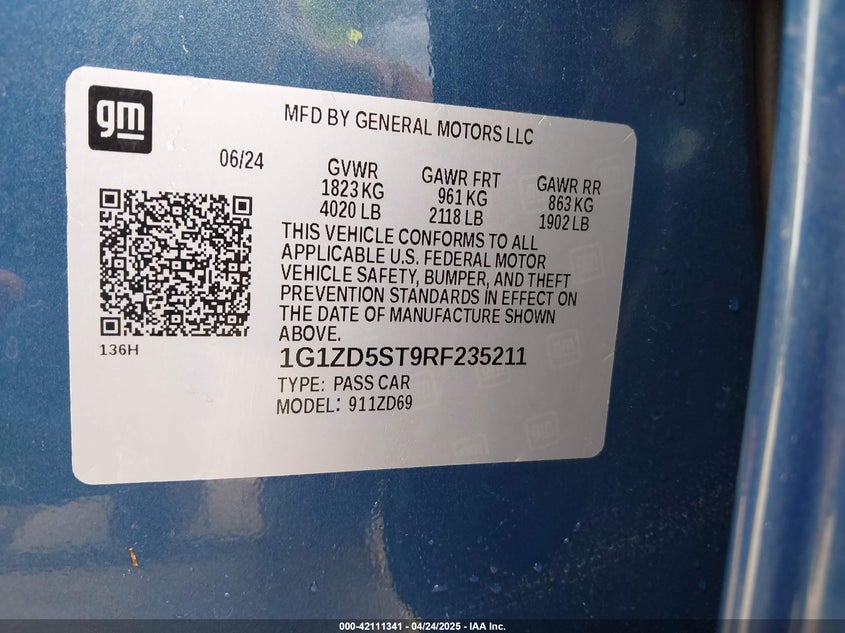 gm
MFD BY GENERAL MOTORS LLC
06/24
GVWR
1823 KG
4020 LB
GAWR FRT
961 KG
2118 LB
GAWR RR
863 KG
1902 LB
THIS VEHICLE CONFORMS TO ALL
APPLICABLE U.S. FEDERAL MOTOR
VEHICLE SAFETY, BUMPER, AND THEFT
PREVENTION STANDARDS IN EFFECT ON
THE DATE OF MANUFACTURE SHOWN
ABOVE.
136H
1G1ZD5ST9RF235211
TYPE: PASS CAR
MODEL: 911ZD69
000-42111341 - 04/24/2025 - IAA Inc.